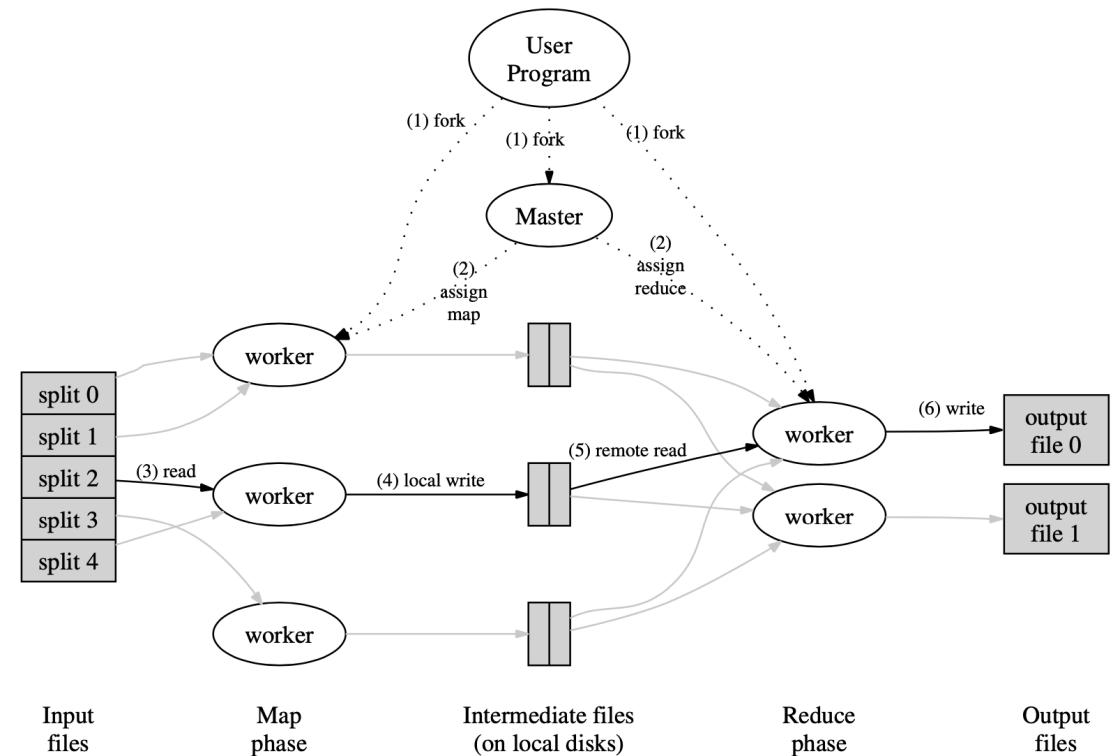 User
Program
(1) fork
(1) fork
(1) fork
Master
(2)
assign
map
(2)
assign
reduce
worker
split 0
split 1
split 2
split 3
split 4
(3) read
worker
(4) local write
(5) remote read
worker
(6) write
output
file 0
worker
output
file 1
worker
Input
files
Map
phase
Intermediate files
(on local disks)
Reduce
phase
Output
files